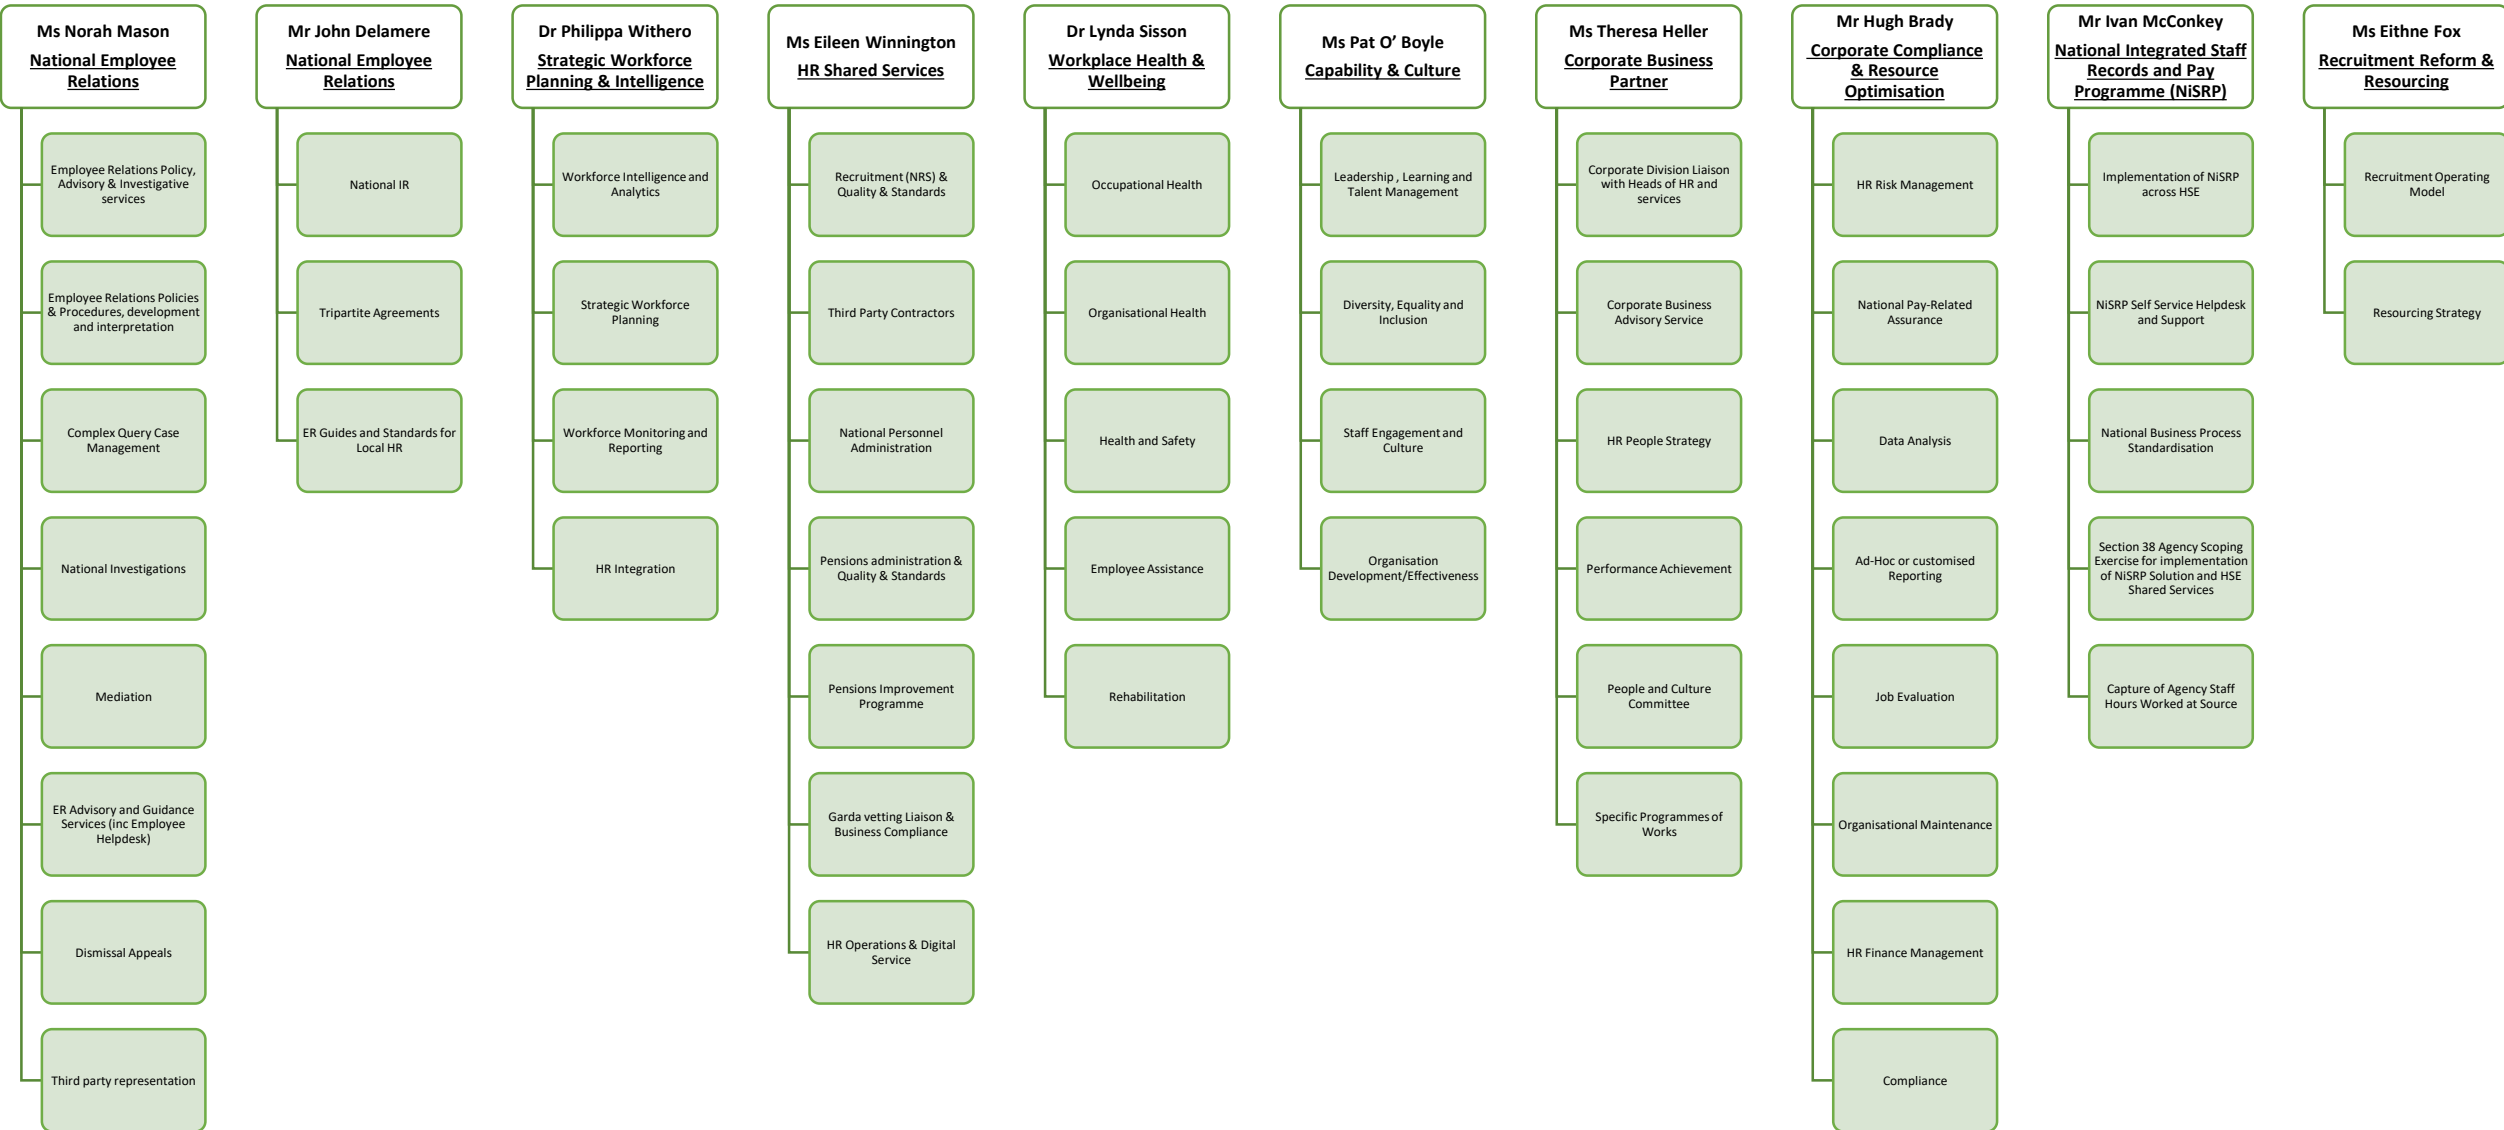 Ms Norah Mason
National Employee
Relations
Employee Relations Policy,
Advisory & Investigative
services
Employee Relations Policies
& Procedures, development
and interpretation
Complex Query Case
Management
National Investigations
Mediation
ER Advisory and Guidance
Services (inc Employee
Helpdesk)
Dismissal Appeals
Third party representation
Mr John Delamere
National Employee
Relations
National IR
Tripartite Agreements
ER Guides and Standards for
Local HR
Dr Philippa Withero
Strategic Workforce
Planning & Intelligence
Workforce Intelligence and
Analytics
Strategic Workforce
Planning
Workforce Monitoring and
Reporting
HR Integration
Ms Eileen Winnington
HR Shared Services
Recruitment (NRS) &
Quality & Standards
Third Party Contractors
National Personnel
Administration
Pensions administration &
Quality & Standards
Pensions Improvement
Programme
Garda vetting Liaison &
Business Compliance
HR Operations & Digital
Service
Dr Lynda Sisson
Workplace Health &
Wellbeing
Occupational Health
Organisational Health
Health and Safety
Employee Assistance
Rehabilitation
Ms Pat O’ Boyle
Capability & Culture
Leadership , Learning and
Talent Management
Diversity, Equality and
Inclusion
Staff Engagement and
Culture
Organisation
Development/Effectiveness
Ms Theresa Heller
Corporate Business
Partner
Corporate Division Liaison
with Heads of HR and
services
Corporate Business
Advisory Service
HR People Strategy
Performance Achievement
People and Culture
Committee
Specific Programmes of
Works
Mr Hugh Brady
Corporate Compliance
& Resource
Optimisation
HR Risk Management
National Pay-Related
Assurance
Data Analysis
Ad-Hoc or customised
Reporting
Job Evaluation
Organisational Maintenance
HR Finance Management
Compliance
Mr Ivan McConkey
National Integrated Staff
Records and Pay
Programme (NiSRP)
Implementation of NiSRP
across HSE
NiSRP Self Service Helpdesk
and Support
National Business Process
Standardisation
Section 38 Agency Scoping
Exercise for implementation
of NiSRP Solution and HSE
Shared Services
Capture of Agency Staff
Hours Worked at Source
Ms Eithne Fox
Recruitment Reform &
Resourcing
Recruitment Operating
Model
Resourcing Strategy